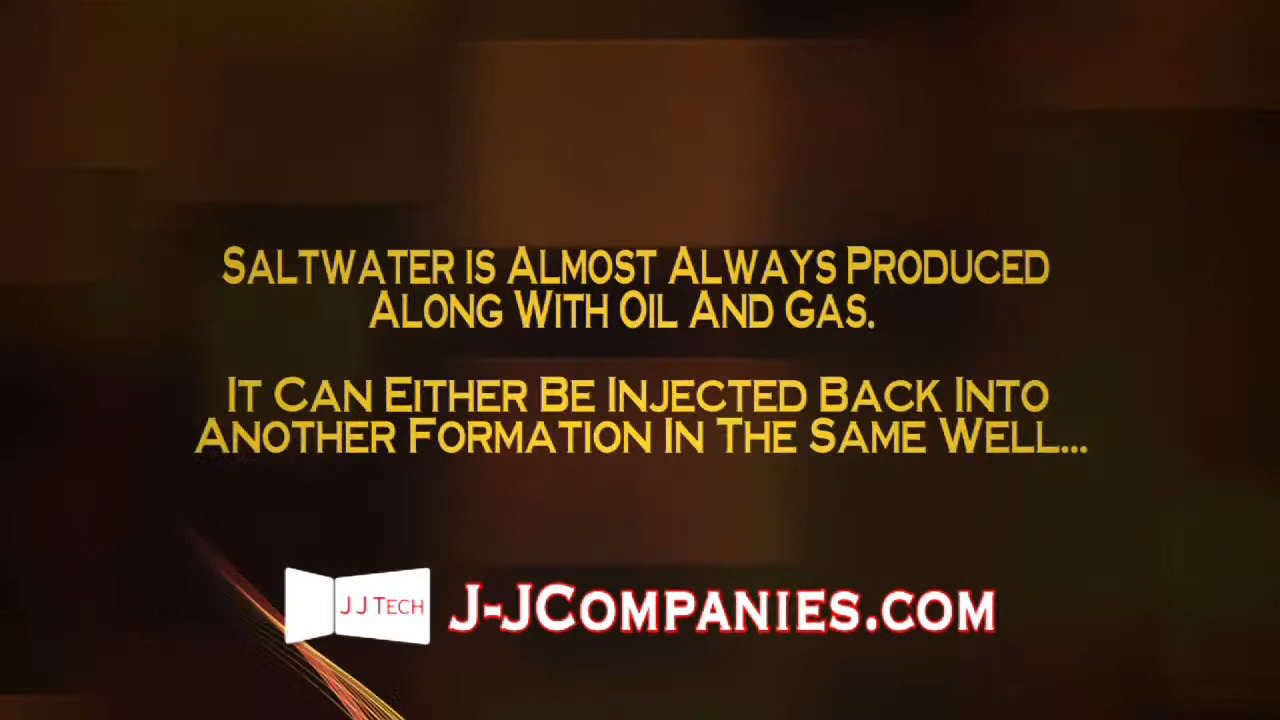 Saltwater is Almost Always Produced
Along With Oil And Gas.
It Can Either Be Injected Back Into
Another Formation In The Same Well...
J J Tech
J-JCompanies.com